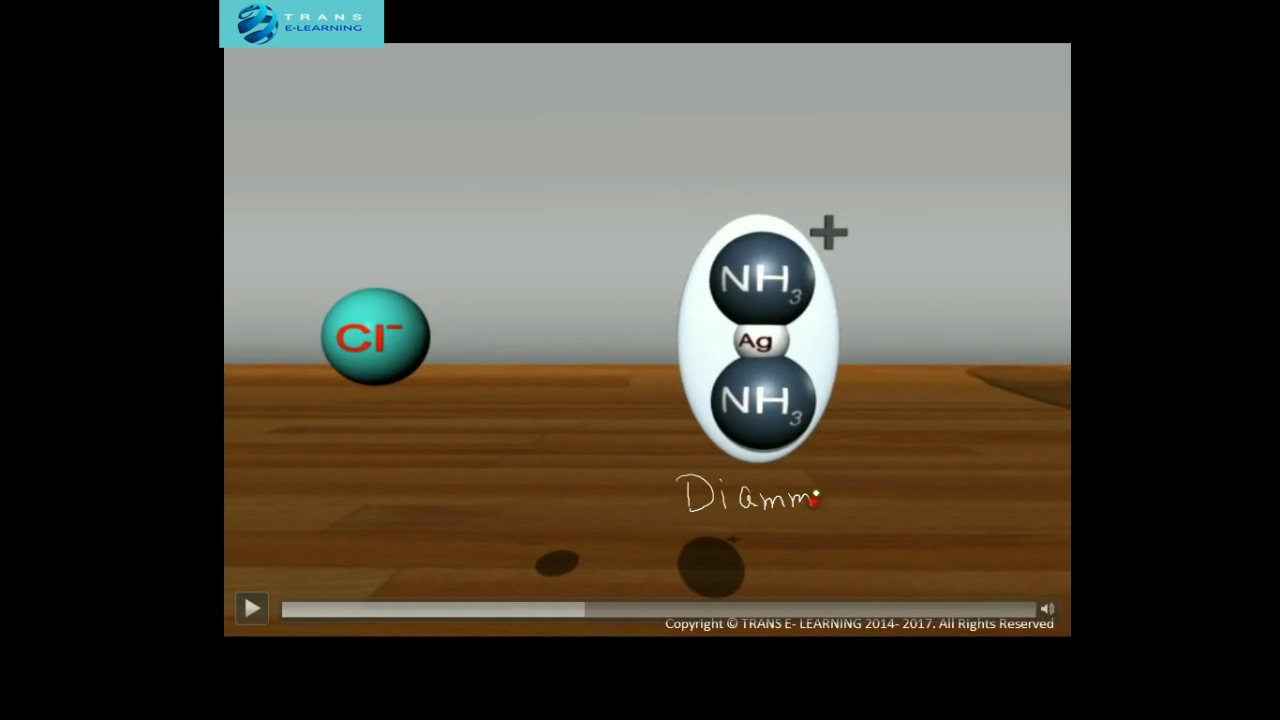 TRANS
E-LEARNING
NH3
Cl−
Ag
NH3
Diamm
Copyright © TRANS E- LEARNING 2014- 2017. All Rights Reserved